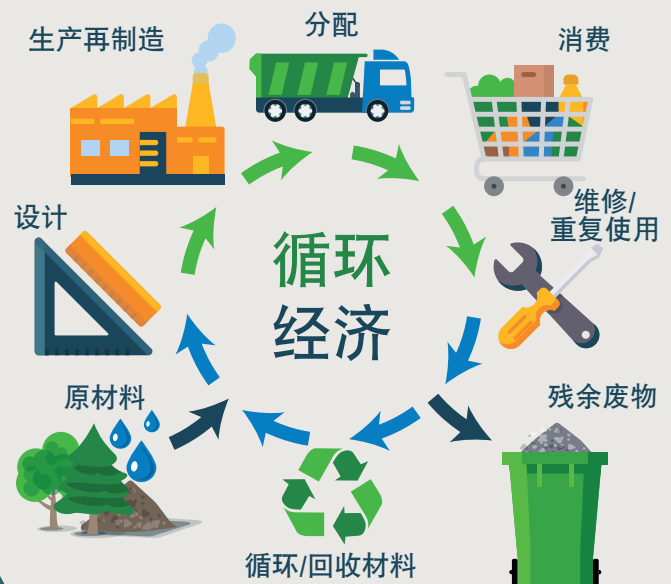 生产再制造
分配
消费
设计
循环
经济
维修/
重复使用
原材料
残余废物
循环/回收材料